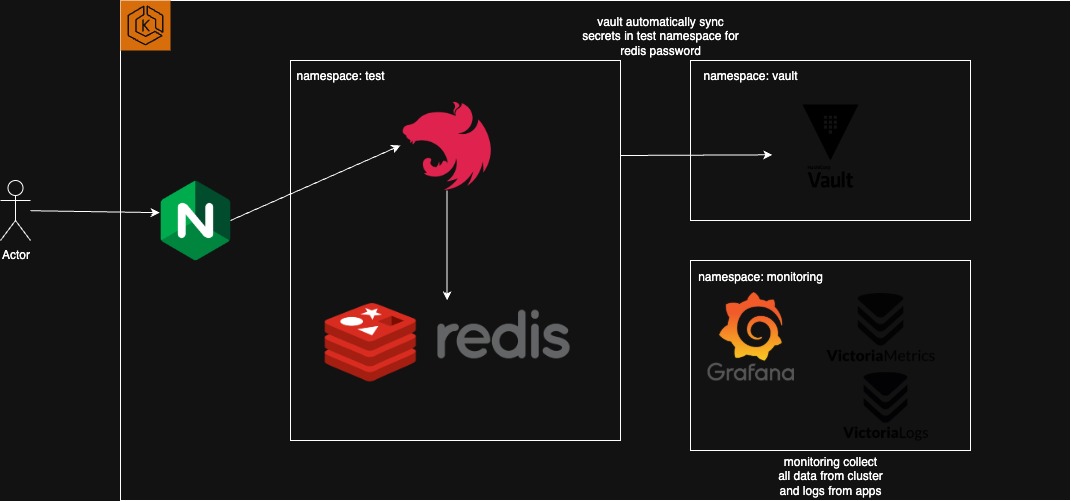 K
vault automatically sync
secrets in test namespace for
redis password
namespace: test
namespace: vault
Vault
N
Actor
redis
namespace: monitoring
Grafana
VictoriaMetrics
VictoriaLogs
monitoring collect
all data from cluster
and logs from apps